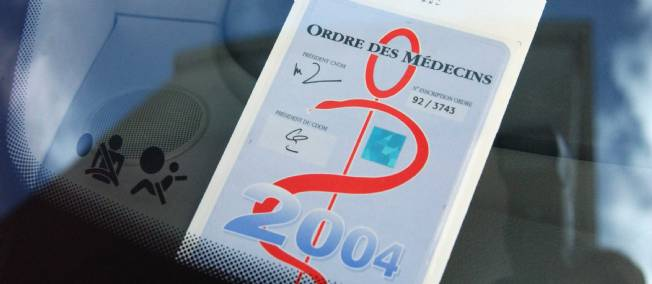 ORDRE DES MÉDECINS
PRÉSIDENT CNOM
N° INSCRIPTION ORDRE
92 / 3743
PRÉSIDENT DU CDOM
2004